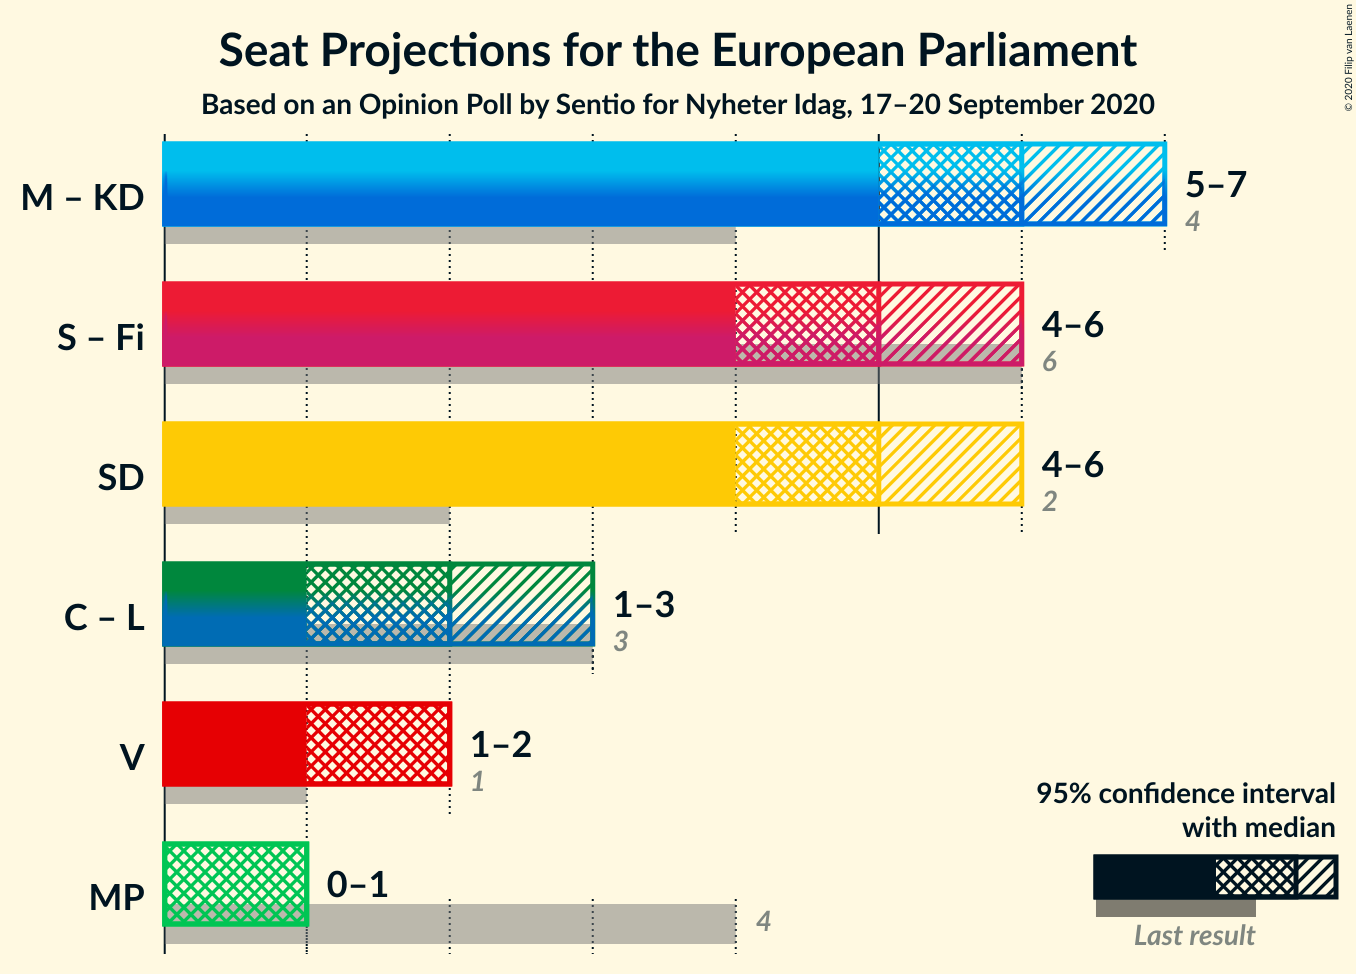 Seat Projections for the European Parliament
Based on an Opinion Poll by Sentio for Nyheter Idag, 17–20 September 2020
© 2020 Filip van Laenen
M – KD
5–7
4
S – Fi
4–6
6
SD
4–6
2
C – L
1–3
3
V
1–2
1
MP
0–1
4
95% confidence interval
with median
Last result